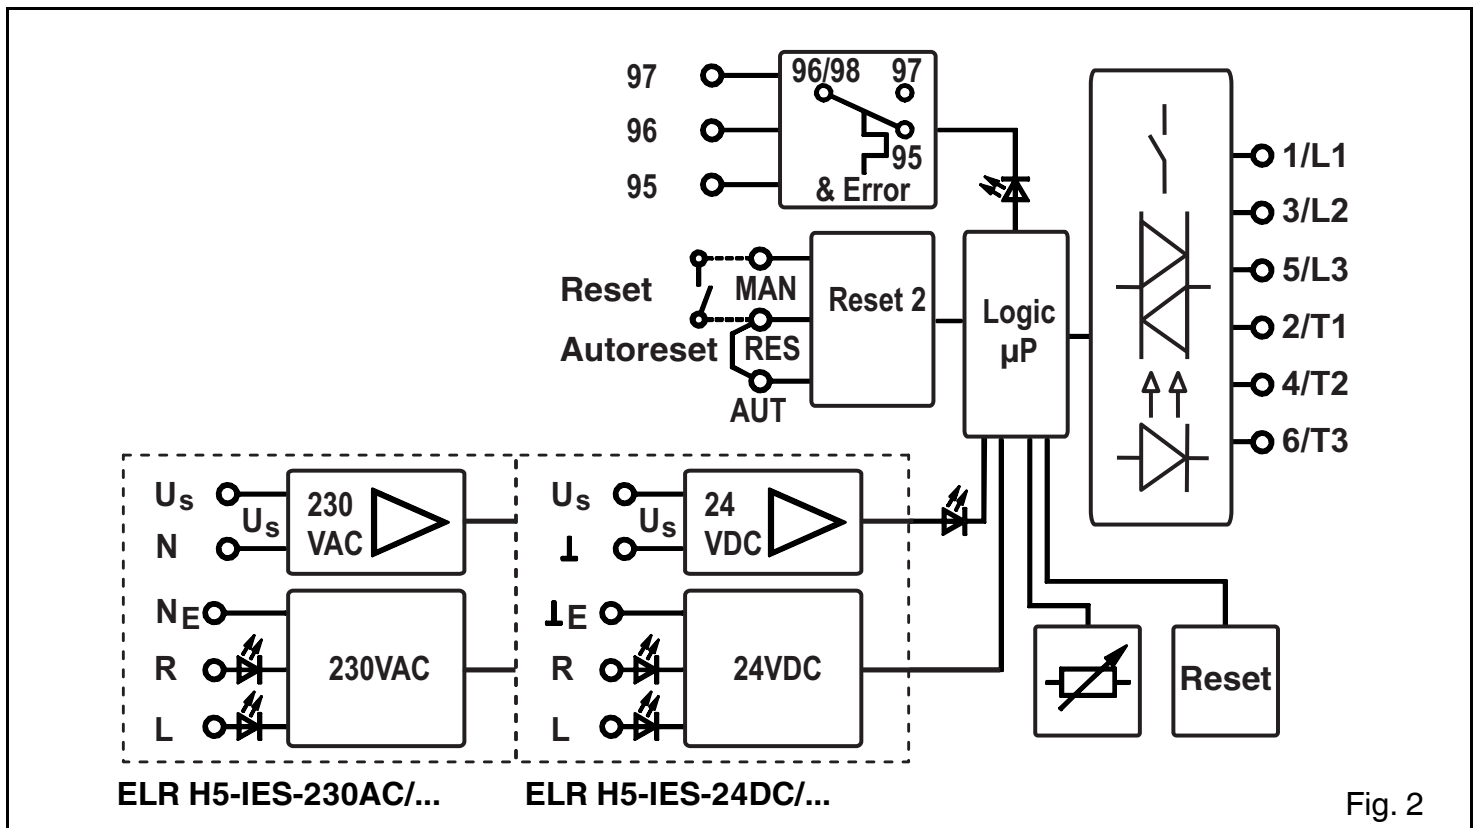 97
96
95
96/98 97
95
& Error
1/L1
3/L2
5/L3
2/T1
4/T2
6/T3
Reset
Autoreset
MAN
RES
AUT
Reset 2
Logic
µP
Us
Us
N
230
VAC
NE
R
L
230VAC
Us
Us
⊥
24
VDC
⊥E
R
L
24VDC
Reset
ELR H5-IES-230AC/...
ELR H5-IES-24DC/...
Fig. 2